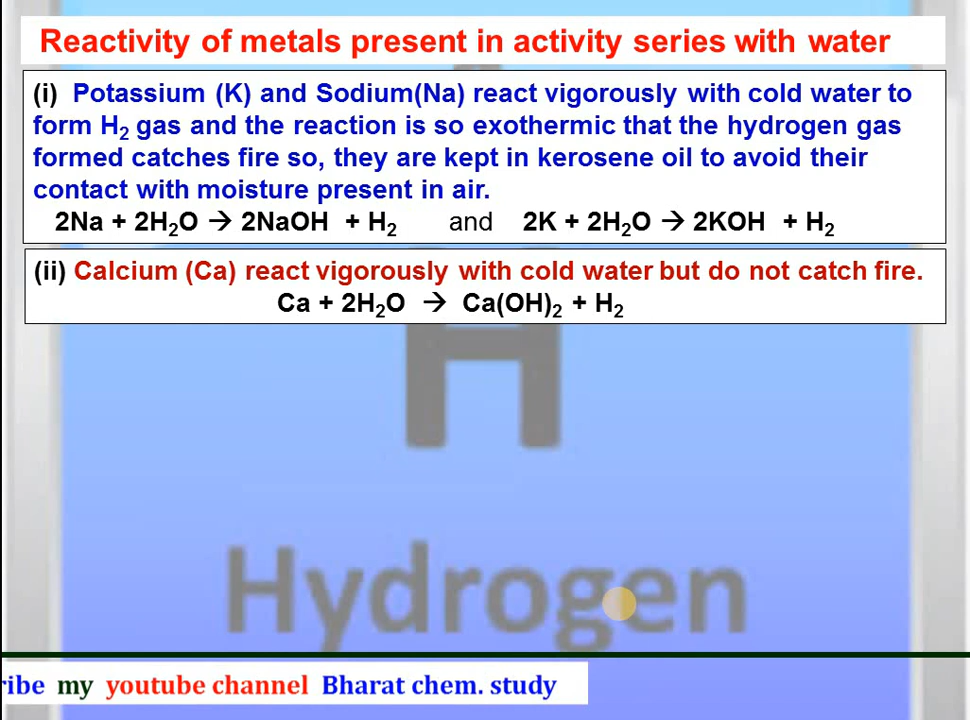 Reactivity of metals present in activity series with water
(i) Potassium (K) and Sodium(Na) react vigorously with cold water to
form H₂ gas and the reaction is so exothermic that the hydrogen gas
formed catches fire so, they are kept in kerosene oil to avoid their
contact with moisture present in air.
2Na + 2H₂O → 2NaOH + H₂ and 2K + 2H₂O → 2KOH + H₂
(ii) Calcium (Ca) react vigorously with cold water but do not catch fire.
Ca + 2H₂O → Ca(OH)₂ + H₂
H
Hydrogen
ribe my youtube channel Bharat chem. study